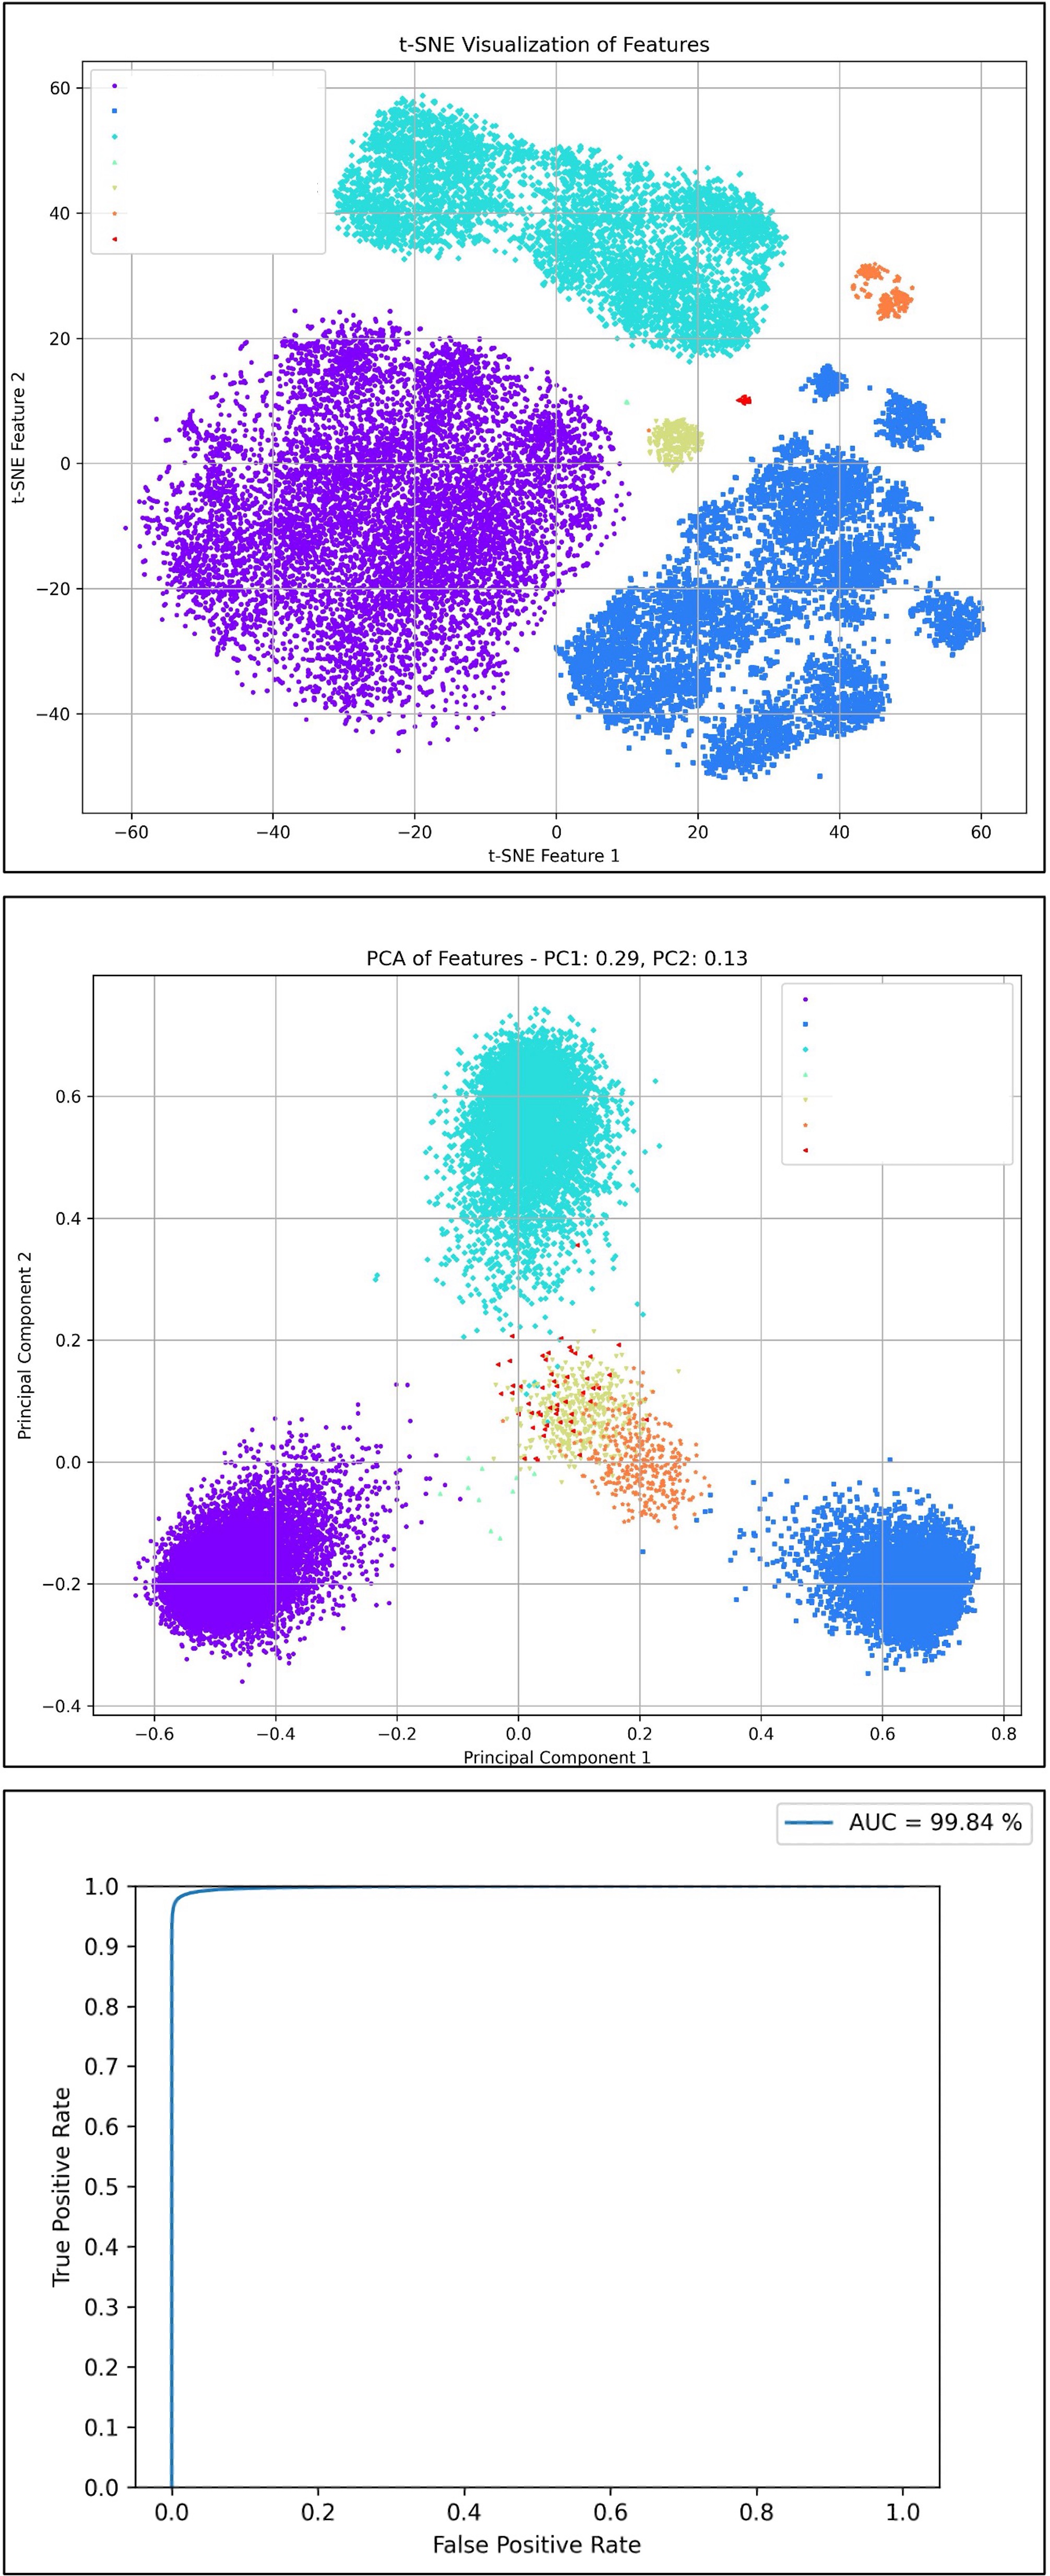 t-SNE Visualization of Features
60
40
20
0
−20
−40
t-SNE Feature 2
−60 −40 −20 0 20 40 60
t-SNE Feature 1
PCA of Features - PC1: 0.29, PC2: 0.13
0.6
0.4
0.2
0.0
−0.2
−0.4
Principal Component 2
−0.6 −0.4 −0.2 0.0 0.2 0.4 0.6 0.8
Principal Component 1
AUC = 99.84 %
1.0
0.9
0.8
0.7
0.6
0.5
0.4
0.3
0.2
0.1
0.0
True Positive Rate
0.0 0.2 0.4 0.6 0.8 1.0
False Positive Rate